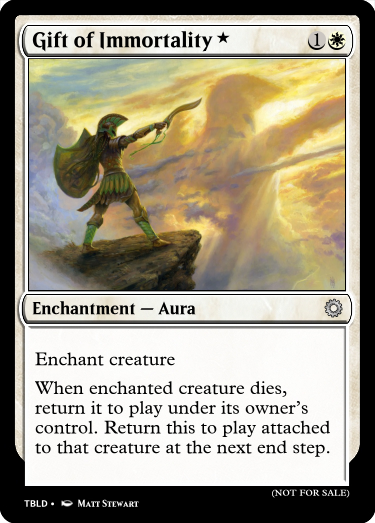 Gift of Immortality ★
1
Enchantment — Aura
Enchant creature
When enchanted creature dies,
return it to play under its owner's
control. Return this to play attached
to that creature at the next end step.
(NOT FOR SALE)
TBLD • Matt Stewart